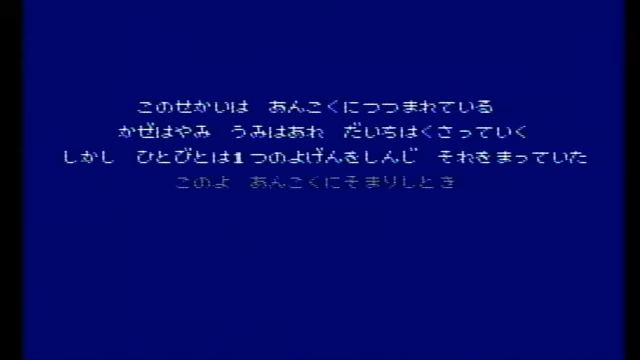 このせかいは　あんこくにつつまれている
かぜはやみ　うみはあれ　だいちはくさっていく
しかし　ひとびとは１つのよげんをしんじ　それをまっていた
このよ　あんこくにそまりしとき